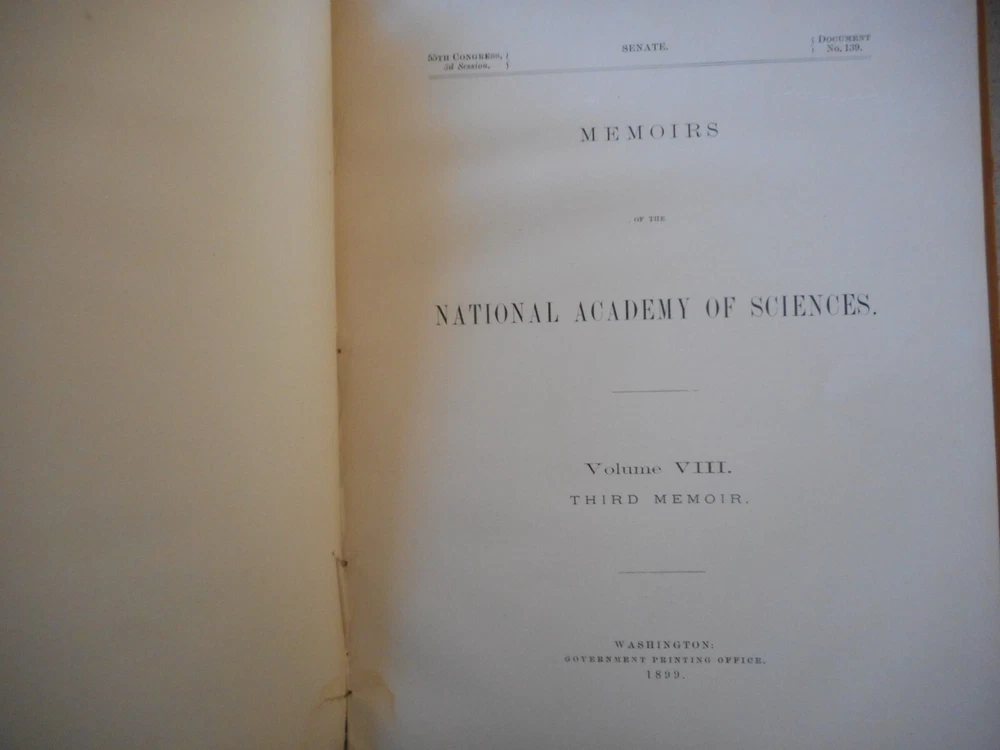 55TH CONGRESS, SENATE. DOCUMENT
3d Session. No. 139.
MEMOIRS
OF THE
NATIONAL ACADEMY OF SCIENCES.
Volume VIII.
THIRD MEMOIR.
WASHINGTON:
GOVERNMENT PRINTING OFFICE.
1899.